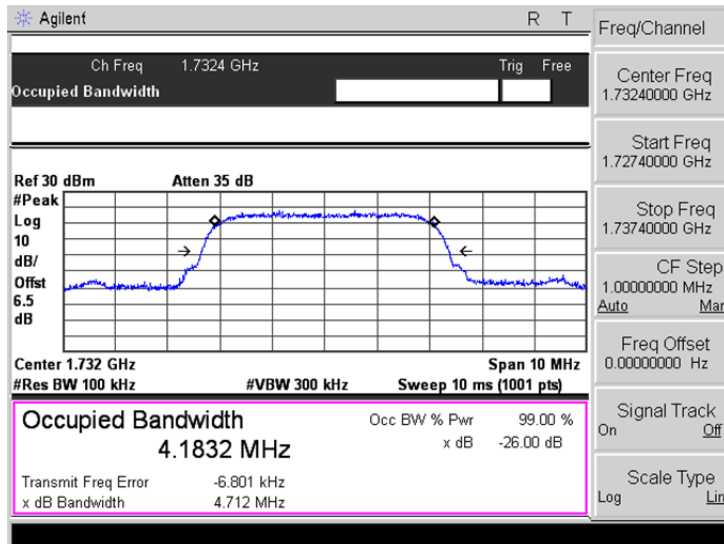 Agilent R T
Ch Freq 1.7324 GHz Trig Free
Occupied Bandwidth
Ref 30 dBm Atten 35 dB
#Peak
Log
10
dB/
Offst
6.5
dB
Center 1.732 GHz Span 10 MHz
#Res BW 100 kHz #VBW 300 kHz Sweep 10 ms (1001 pts)
Occupied Bandwidth Occ BW % Pwr 99.00 %
4.1832 MHz x dB -26.00 dB
Transmit Freq Error -6.801 kHz
x dB Bandwidth 4.712 MHz
Freq/Channel
Center Freq
1.73240000 GHz
Start Freq
1.72740000 GHz
Stop Freq
1.73740000 GHz
CF Step
1.00000000 MHz
Auto Mar
Freq Offset
0.00000000 Hz
Signal Track
On Off
Scale Type
Log Lin